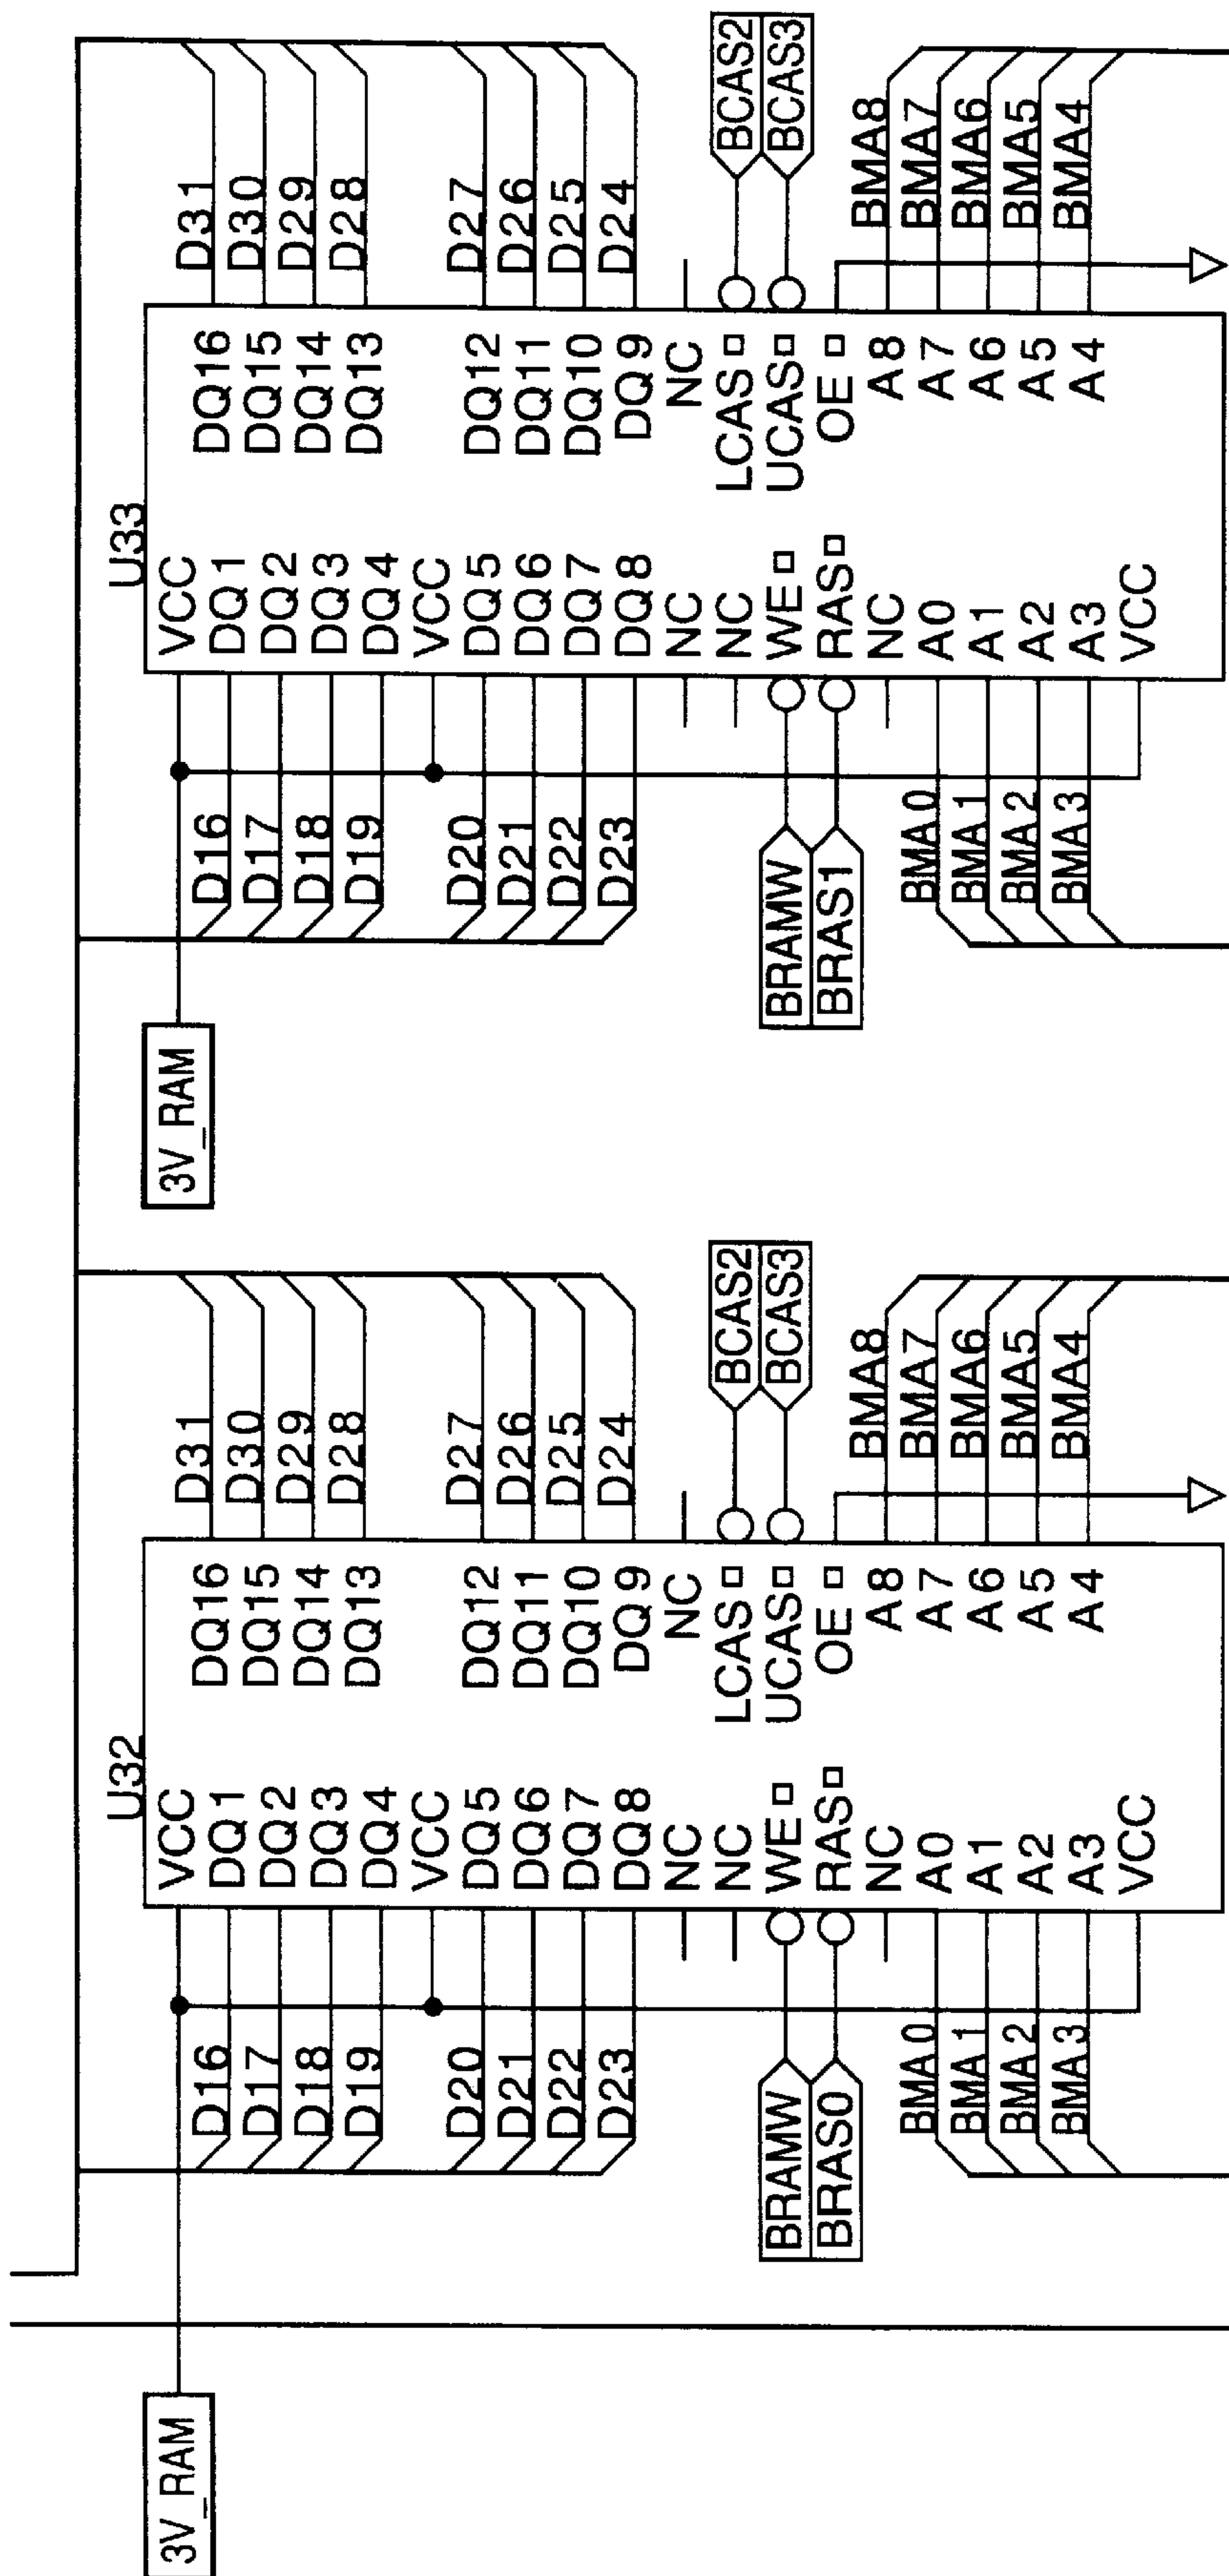 U32
3V_RAM
VCC
D16 DQ1 DQ16 D31
D17 DQ2 DQ15 D30
D18 DQ3 DQ14 D29
D19 DQ4 DQ13 D28
VCC
D20 DQ5 DQ12 D27
D21 DQ6 DQ11 D26
D22 DQ7 DQ10 D25
D23 DQ8 DQ9 D24
NC NC
NC LCAS BCAS2
BRAMW WE UCAS BCAS3
BRAS0 RAS OE
NC A8 BMA8
BMA0 A0 A7 BMA7
BMA1 A1 A6 BMA6
BMA2 A2 A5 BMA5
BMA3 A3 A4 BMA4
VCC
U33
3V_RAM
VCC
D16 DQ1 DQ16 D31
D17 DQ2 DQ15 D30
D18 DQ3 DQ14 D29
D19 DQ4 DQ13 D28
VCC
D20 DQ5 DQ12 D27
D21 DQ6 DQ11 D26
D22 DQ7 DQ10 D25
D23 DQ8 DQ9 D24
NC NC
NC LCAS BCAS2
BRAMW WE UCAS BCAS3
BRAS1 RAS OE
NC A8 BMA8
BMA0 A0 A7 BMA7
BMA1 A1 A6 BMA6
BMA2 A2 A5 BMA5
BMA3 A3 A4 BMA4
VCC